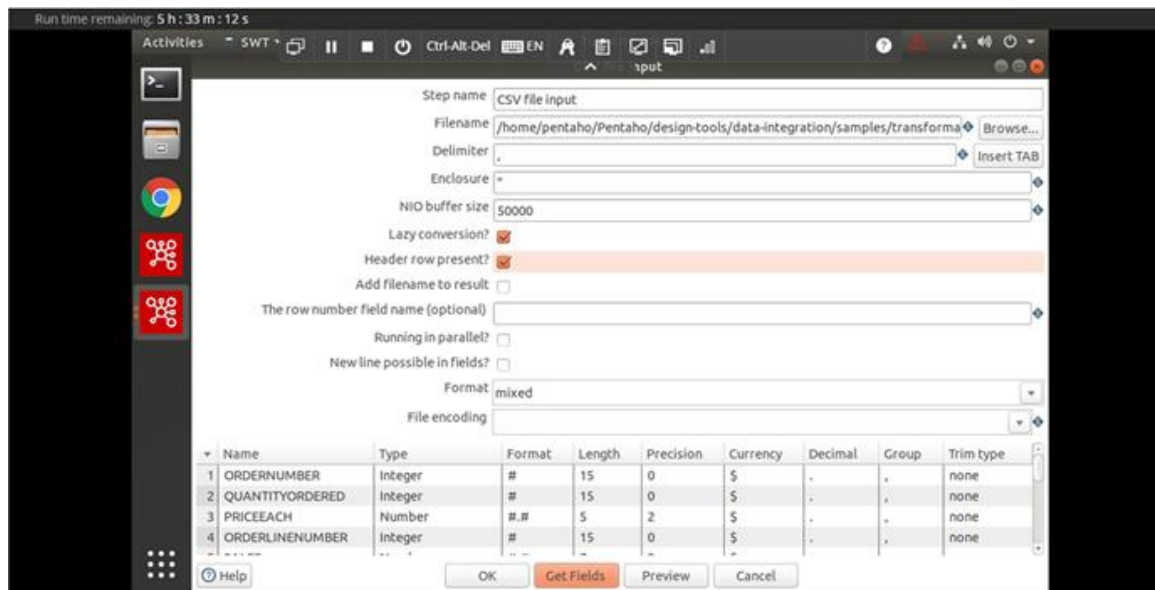 Run time remaining: 5 h : 33 m : 12 s
Activities SWT Ctrl-Alt-Del EN
nput
Step name CSV file input
Filename /home/pentaho/Pentaho/design-tools/data-integration/samples/transforma Browse...
Delimiter , Insert TAB
Enclosure "
NIO buffer size 50000
Lazy conversion?
Header row present?
Add filename to result
The row number field name (optional)
Running in parallel?
New line possible in fields?
Format mixed
File encoding
Name Type Format Length Precision Currency Decimal Group Trim type
1 ORDERNUMBER Integer # 15 0 $ . , none
2 QUANTITYORDERED Integer # 15 0 $ . , none
3 PRICEEACH Number #.# 5 2 $ . , none
4 ORDERLINENUMBER Integer # 15 0 $ . , none
Help OK Get Fields Preview Cancel